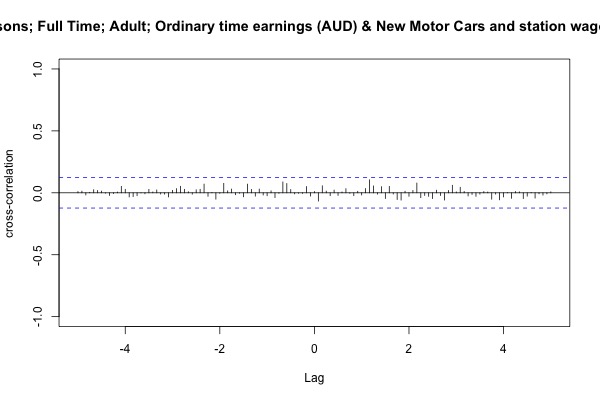 sons; Full Time; Adult; Ordinary time earnings (AUD) & New Motor Cars and station wag
1.0
0.5
0.0
-0.5
-1.0
cross-correlation
-4 -2 0 2 4
Lag